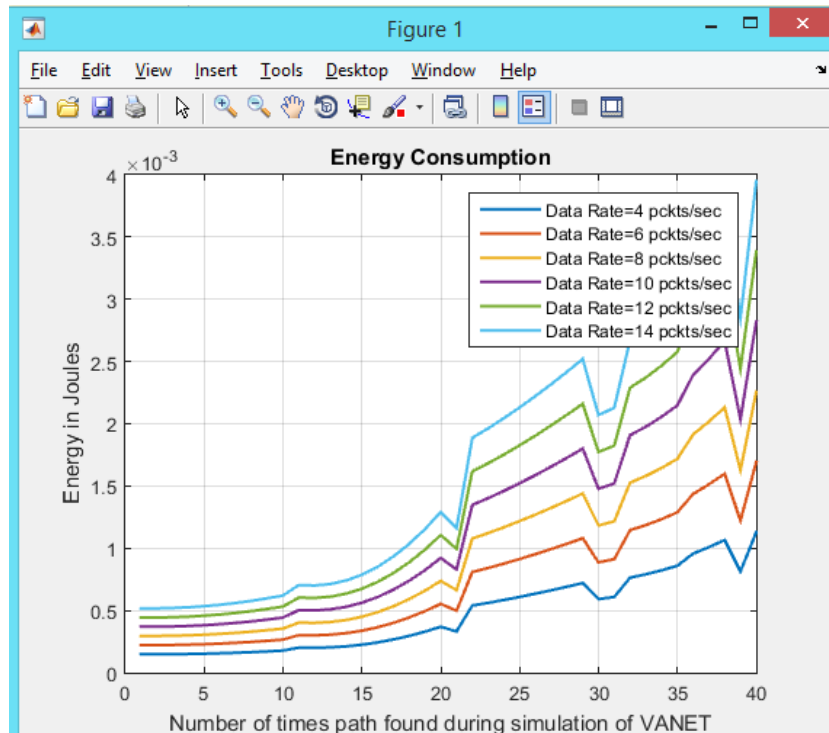 Figure 1
File Edit View Insert Tools Desktop Window Help
×10⁻³
Energy Consumption
4
3.5
3
2.5
2
1.5
1
0.5
0
Energy in Joules
Data Rate=4 pckts/sec
Data Rate=6 pckts/sec
Data Rate=8 pckts/sec
Data Rate=10 pckts/sec
Data Rate=12 pckts/sec
Data Rate=14 pckts/sec
0 5 10 15 20 25 30 35 40
Number of times path found during simulation of VANET